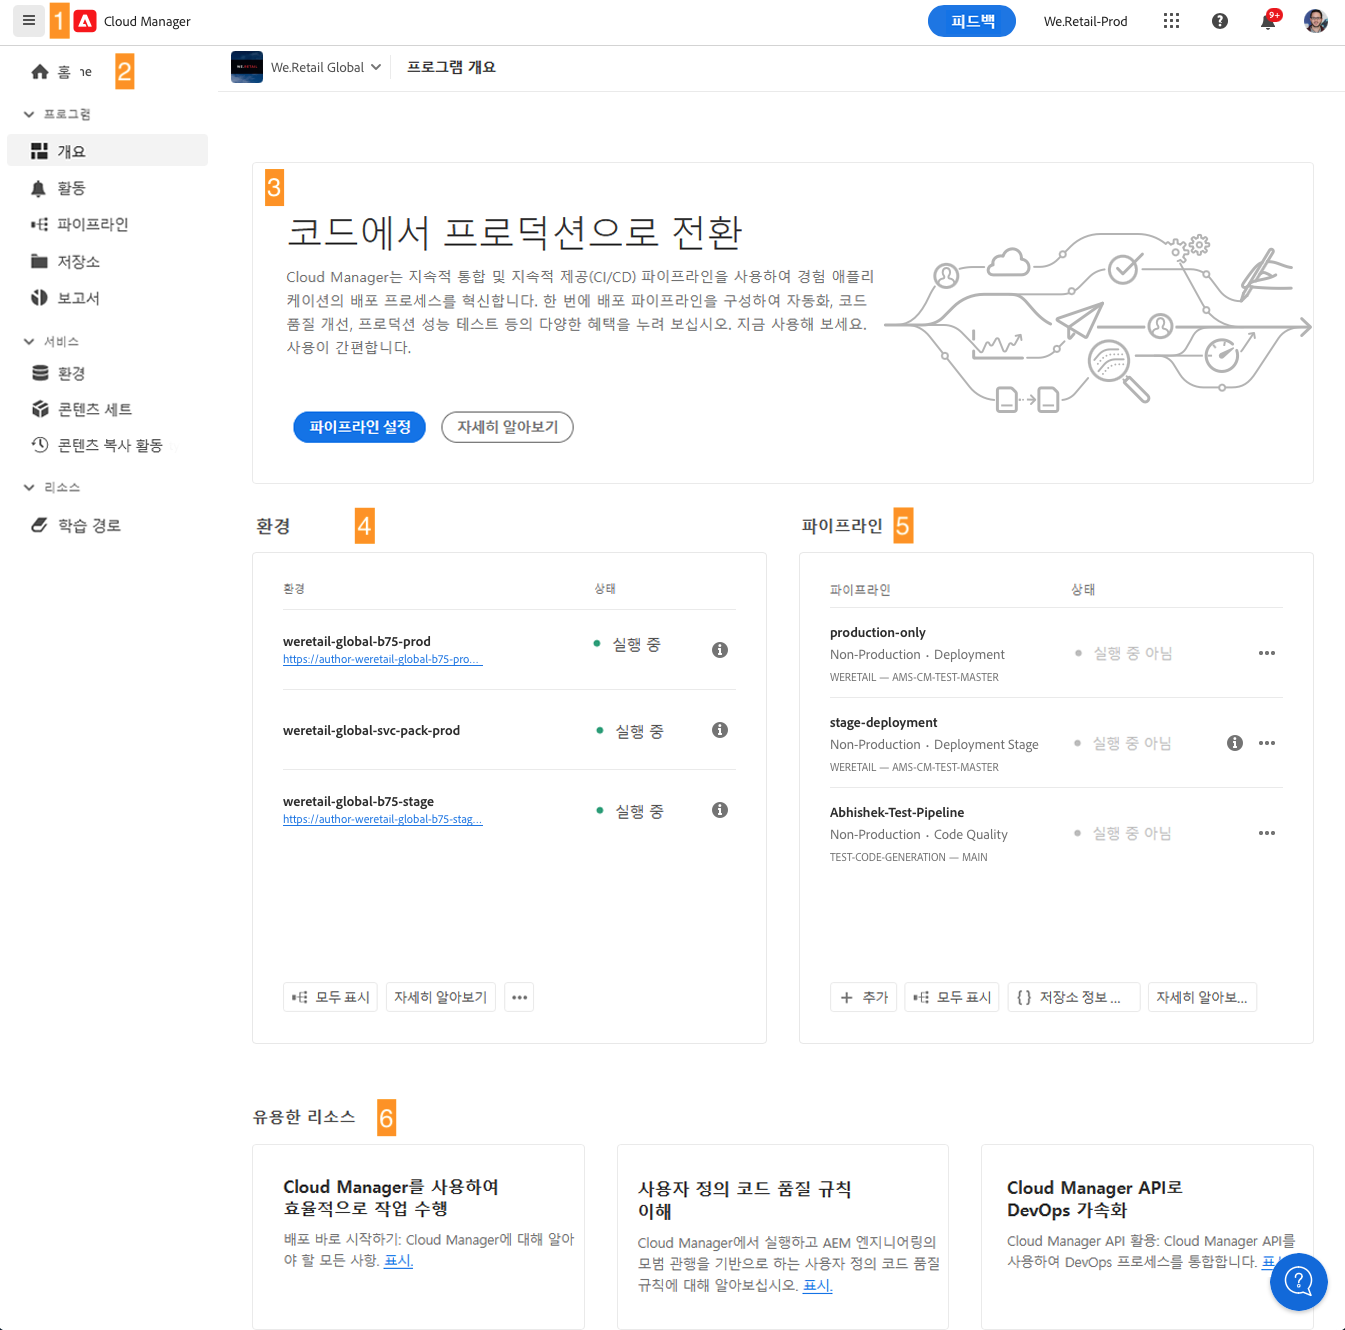 1 Cloud Manager 피드백 We.Retail-Prod 9+
홈 ne 2 We.Retail Global 프로그램 개요
프로그램
개요
활동
파이프라인
저장소
보고서
서비스
환경
콘텐츠 세트
콘텐츠 복사 활동
리소스
학습 경로
3
코드에서 프로덕션으로 전환
Cloud Manager는 지속적 통합 및 지속적 제공(CI/CD) 파이프라인을 사용하여 경험 애플리
케이션의 배포 프로세스를 혁신합니다. 한 번에 배포 파이프라인을 구성하여 자동화, 코드
품질 개선, 프로덕션 성능 테스트 등의 다양한 혜택을 누려 보십시오. 지금 사용해 보세요.
사용이 간편합니다.
파이프라인 설정 자세히 알아보기
환경 4
환경 상태
weretail-global-b75-prod 실행 중
https://author-weretail-global-b75-pro...
weretail-global-svc-pack-prod 실행 중
weretail-global-b75-stage 실행 중
https://author-weretail-global-b75-stag...
모두 표시 자세히 알아보기
파이프라인 5
파이프라인 상태
production-only
Non-Production · Deployment 실행 중 아님
WERETAIL — AMS-CM-TEST-MASTER
stage-deployment
Non-Production · Deployment Stage 실행 중 아님
WERETAIL — AMS-CM-TEST-MASTER
Abhishek-Test-Pipeline
Non-Production · Code Quality 실행 중 아님
TEST-CODE-GENERATION — MAIN
추가 모두 표시 저장소 정보 ... 자세히 알아보...
유용한 리소스 6
Cloud Manager를 사용하여
효율적으로 작업 수행
배포 바로 시작하기: Cloud Manager에 대해 알아
야 할 모든 사항. 표시.
사용자 정의 코드 품질 규칙
이해
Cloud Manager에서 실행하고 AEM 엔지니어링의
모범 관행을 기반으로 하는 사용자 정의 코드 품질
규칙에 대해 알아보십시오. 표시.
Cloud Manager API로
DevOps 가속화
Cloud Manager API 활용: Cloud Manager API를
사용하여 DevOps 프로세스를 통합합니다.